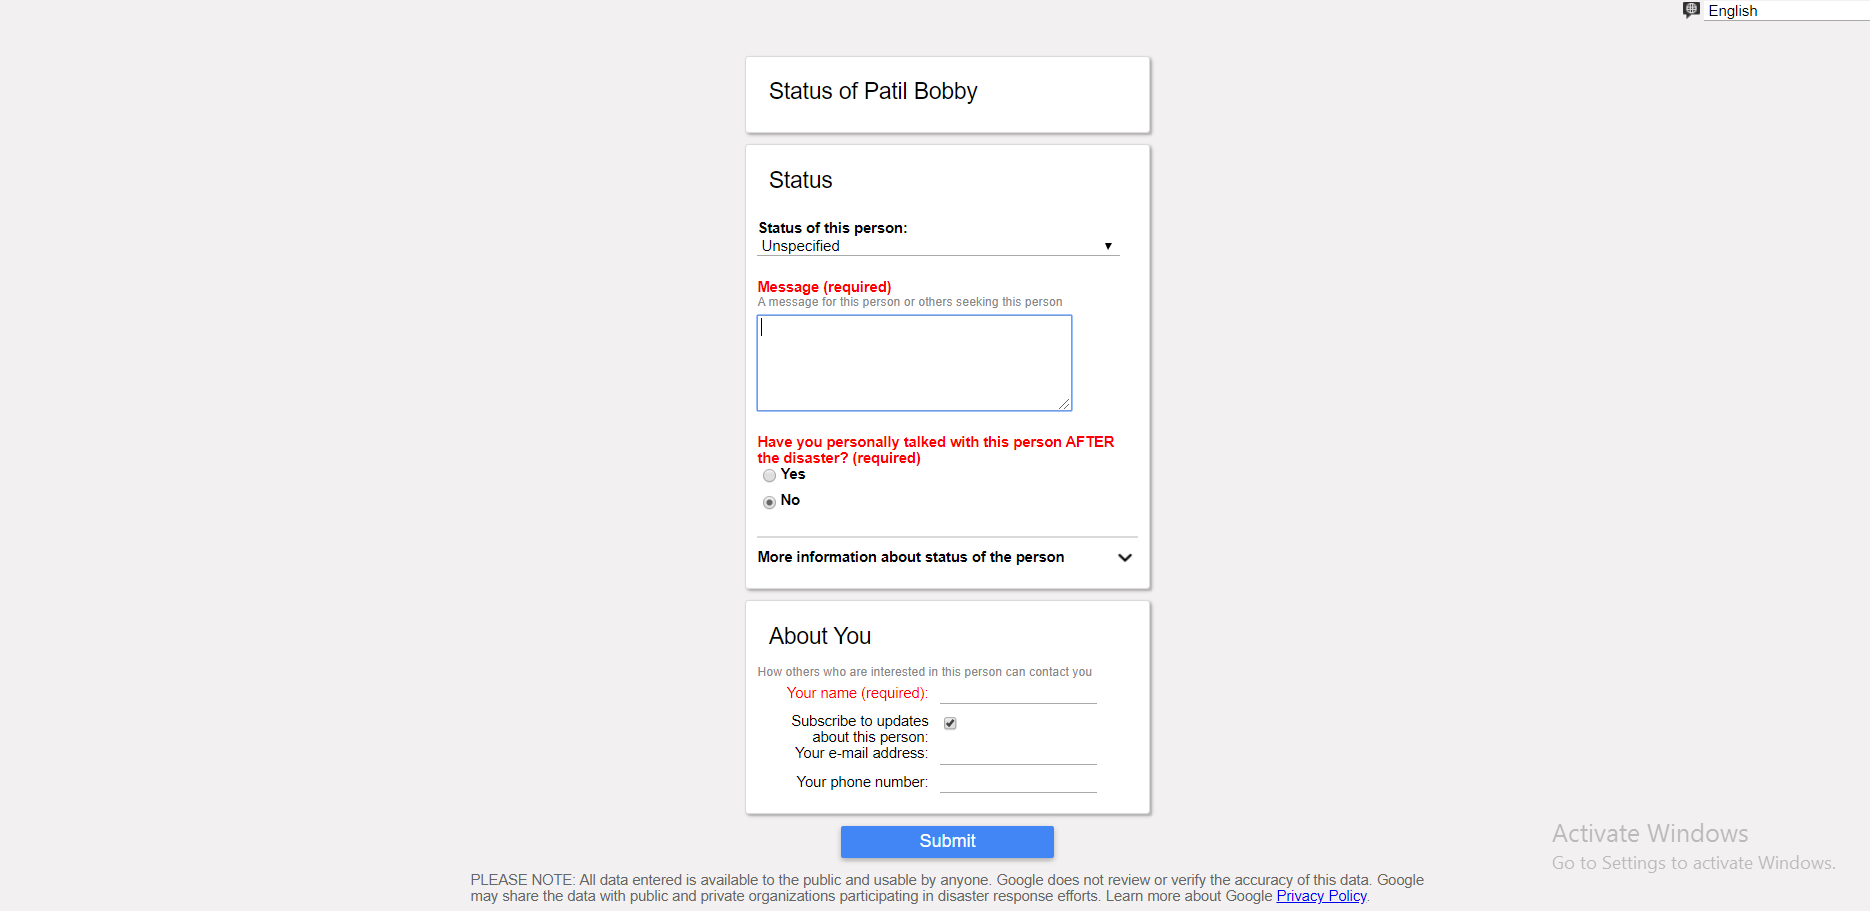 English
Status of Patil Bobby
Status
Status of this person:
Unspecified
Message (required)
A message for this person or others seeking this person
Have you personally talked with this person AFTER
the disaster? (required)
Yes
No
More information about status of the person
About You
How others who are interested in this person can contact you
Your name (required):
Subscribe to updates
about this person:
Your e-mail address:
Your phone number:
Submit
Activate Windows
Go to Settings to activate Windows.
PLEASE NOTE: All data entered is available to the public and usable by anyone. Google does not review or verify the accuracy of this data. Google
may share the data with public and private organizations participating in disaster response efforts. Learn more about Google Privacy Policy.